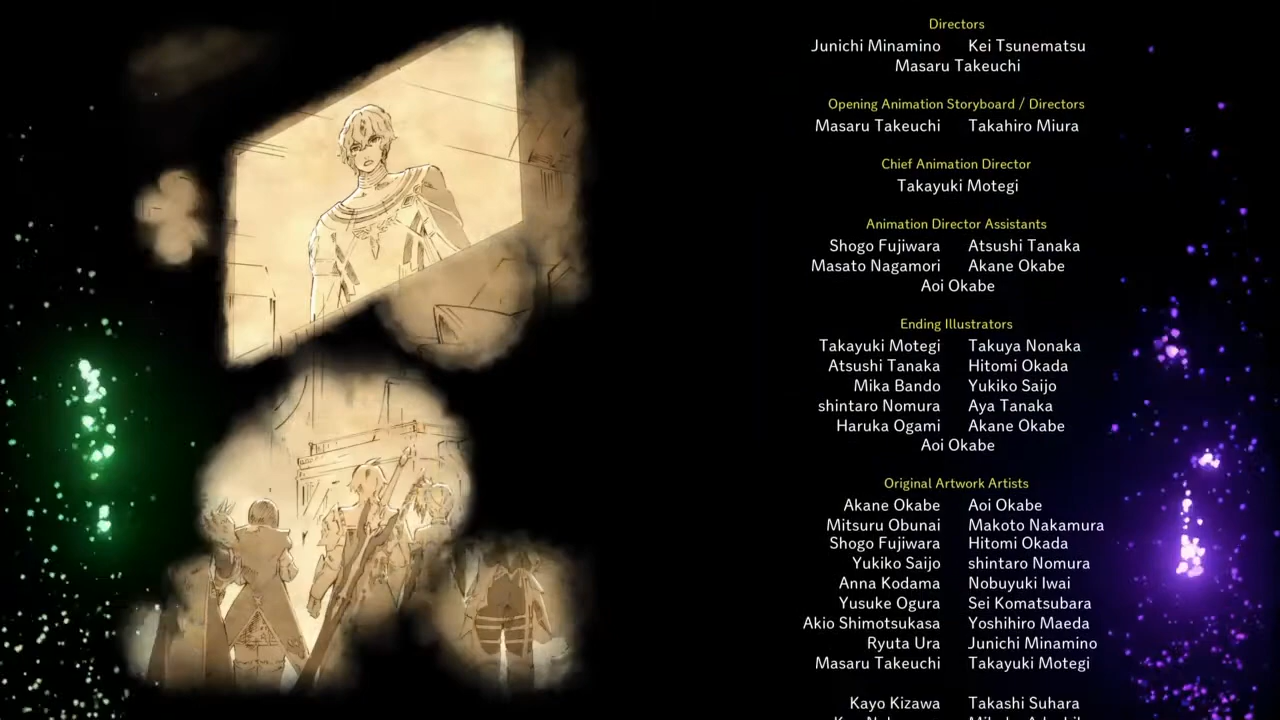 Directors
Junichi Minamino Kei Tsunematsu
Masaru Takeuchi
Opening Animation Storyboard / Directors
Masaru Takeuchi Takahiro Miura
Chief Animation Director
Takayuki Motegi
Animation Director Assistants
Shogo Fujiwara Atsushi Tanaka
Masato Nagamori Akane Okabe
Aoi Okabe
Ending Illustrators
Takayuki Motegi Takuya Nonaka
Atsushi Tanaka Hitomi Okada
Mika Bando Yukiko Saijo
shintaro Nomura Aya Tanaka
Haruka Ogami Akane Okabe
Aoi Okabe
Original Artwork Artists
Akane Okabe Aoi Okabe
Mitsuru Obunai Makoto Nakamura
Shogo Fujiwara Hitomi Okada
Yukiko Saijo shintaro Nomura
Anna Kodama Nobuyuki Iwai
Yusuke Ogura Sei Komatsubara
Akio Shimotsukasa Yoshihiro Maeda
Ryuta Ura Junichi Minamino
Masaru Takeuchi Takayuki Motegi
Kayo Kizawa Takashi Suhara